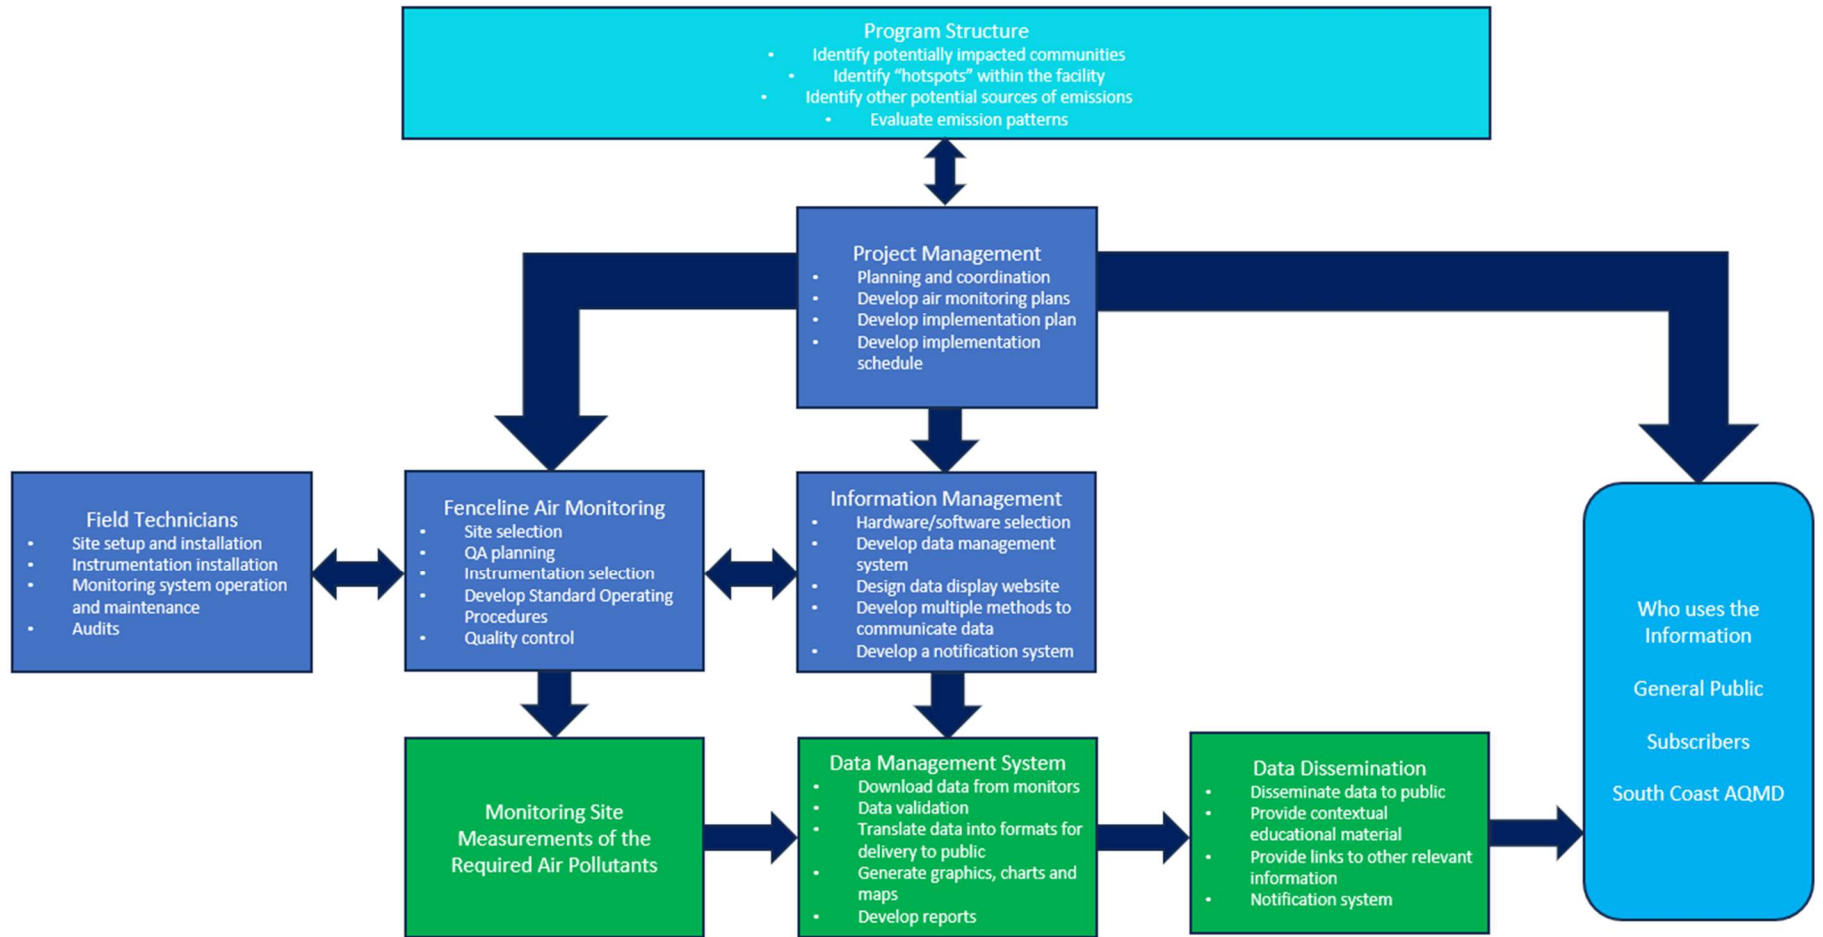 Program Structure
• Identify potentially impacted communities
• Identify “hotspots” within the facility
• Identify other potential sources of emissions
• Evaluate emission patterns
Project Management
• Planning and coordination
• Develop air monitoring plans
• Develop implementation plan
• Develop implementation
schedule
Field Technicians
• Site setup and installation
• Instrumentation installation
• Monitoring system operation
and maintenance
• Audits
Fenceline Air Monitoring
• Site selection
• QA planning
• Instrumentation selection
• Develop Standard Operating
Procedures
• Quality control
Information Management
• Hardware/software selection
• Develop data management
system
• Design data display website
• Develop multiple methods to
communicate data
• Develop a notification system
Who uses the
Information
General Public
Subscribers
South Coast AQMD
Monitoring Site
Measurements of the
Required Air Pollutants
Data Management System
• Download data from monitors
• Data validation
• Translate data into formats for
delivery to public
• Generate graphics, charts and
maps
• Develop reports
Data Dissemination
• Disseminate data to public
• Provide contextual
educational material
• Provide links to other relevant
information
• Notification system